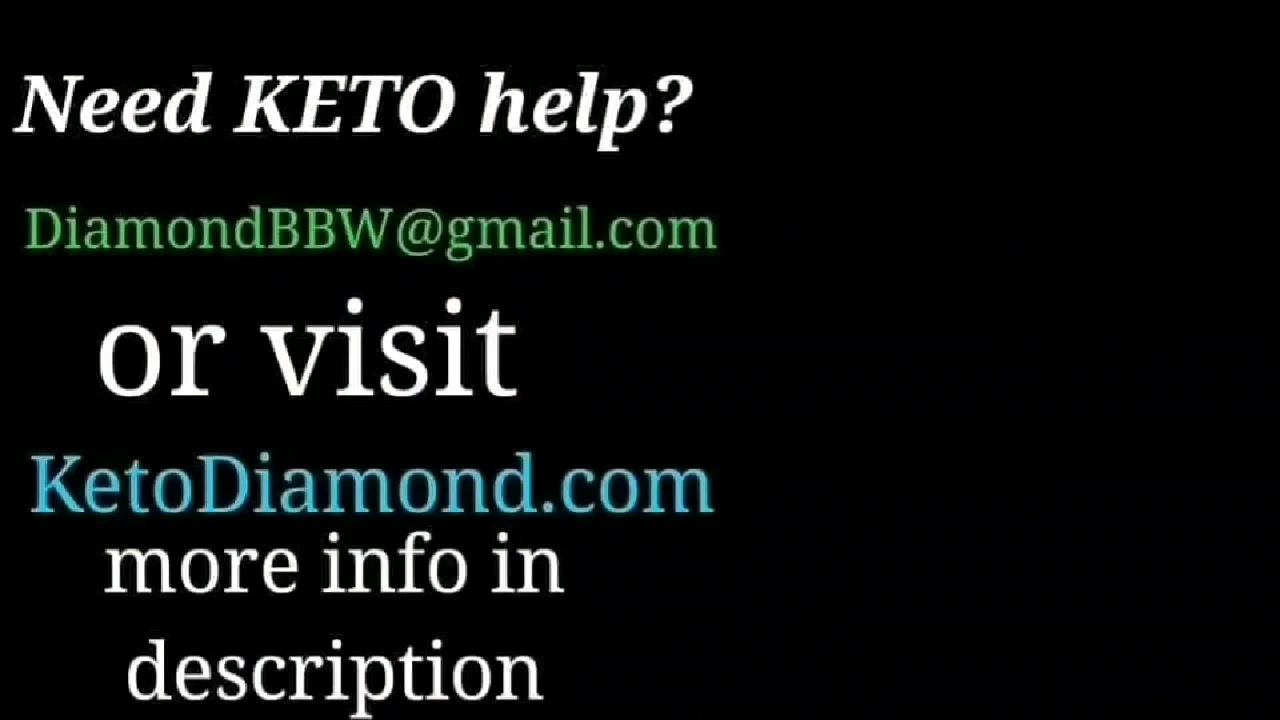 Need KETO help?
DiamondBBW@gmail.com
or visit
KetoDiamond.com
more info in
description